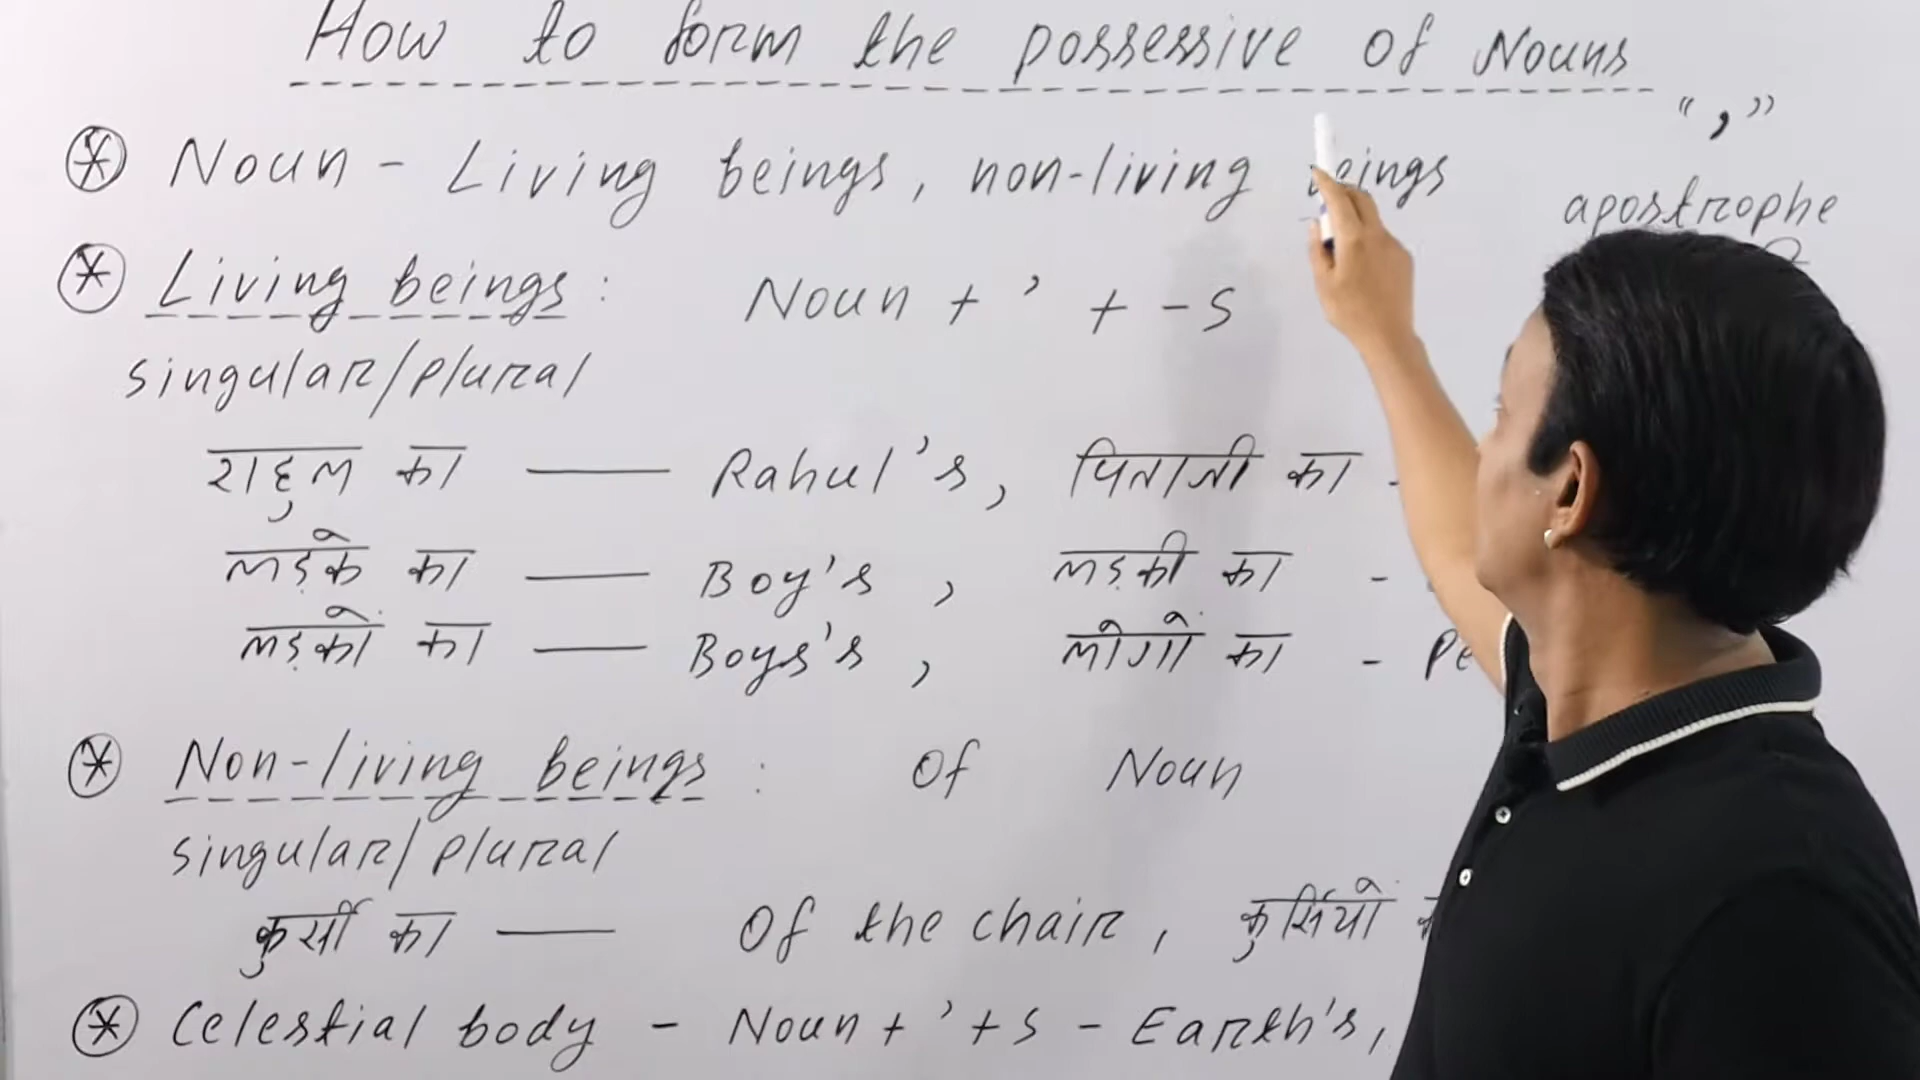 How to form the possessive of Nouns
“ , ”
* Noun - Living beings, non-living beings
apostrophe
* Living beings : Noun + ’ + -s
singular/plural
राहुल का — Rahul's, पिताजी का -
लड़के का — Boy's, लड़की का -
लड़कों का — Boys's, लोगों का - Pe
* Non-living beings : Of Noun
singular/plural
कुर्सी का — Of the chair, कुर्सियों
* Celestial body - Noun + ’ + s - Earth's,